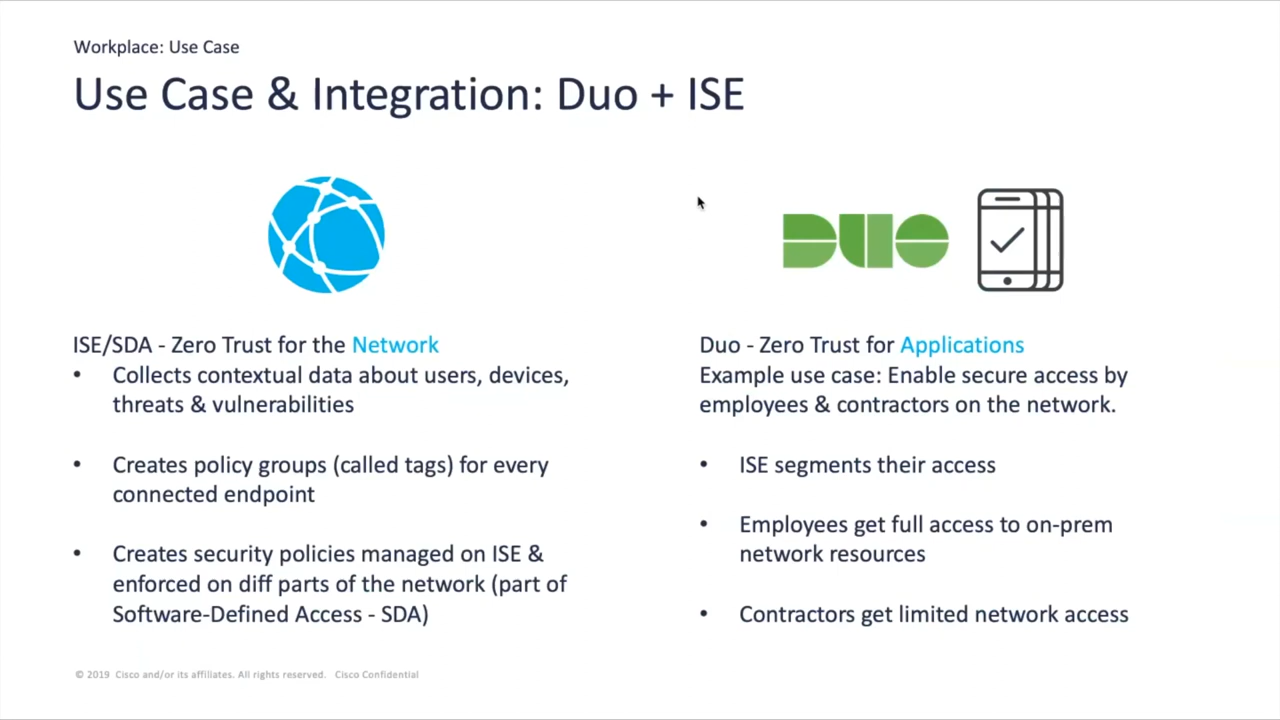 Workplace: Use Case
Use Case & Integration: Duo + ISE
DUO
ISE/SDA - Zero Trust for the Network
• Collects contextual data about users, devices,
threats & vulnerabilities
• Creates policy groups (called tags) for every
connected endpoint
• Creates security policies managed on ISE &
enforced on diff parts of the network (part of
Software-Defined Access - SDA)
Duo - Zero Trust for Applications
Example use case: Enable secure access by
employees & contractors on the network.
• ISE segments their access
• Employees get full access to on-prem
network resources
• Contractors get limited network access
© 2019 Cisco and/or its affiliates. All rights reserved. Cisco Confidential